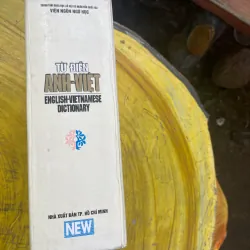 VIỆN NGÔN NGỮ HỌC
TỪ ĐIỂN
ANH-VIỆT
ENGLISH-VIETNAMESE
DICTIONARY
NHÀ XUẤT BẢN TP. HỒ CHÍ MINH
NEW